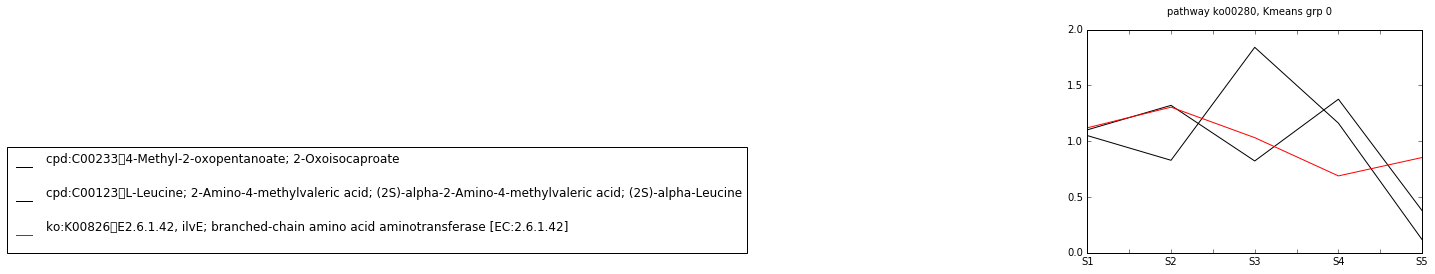 pathway ko00280, Kmeans grp 0
2.0
1.5
1.0
0.5
0.0
S1 S2 S3 S4 S5
cpd:C00233▯4-Methyl-2-oxopentanoate; 2-Oxoisocaproate
cpd:C00123▯L-Leucine; 2-Amino-4-methylvaleric acid; (2S)-alpha-2-Amino-4-methylvaleric acid; (2S)-alpha-Leucine
ko:K00826▯E2.6.1.42, ilvE; branched-chain amino acid aminotransferase [EC:2.6.1.42]